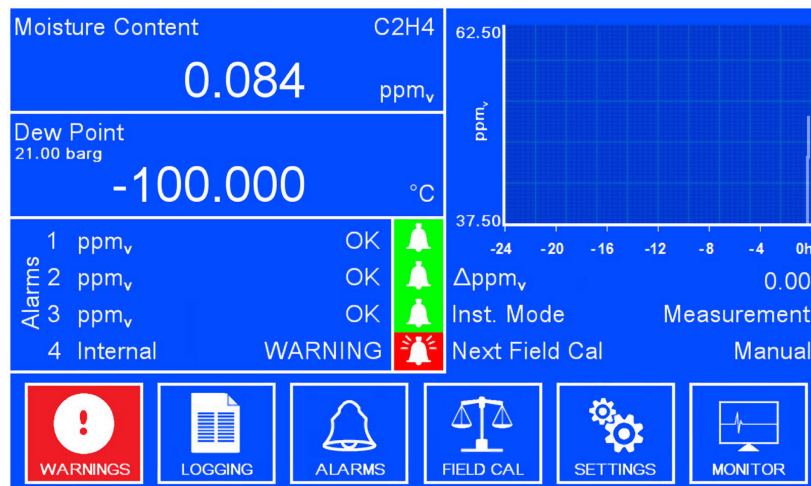 Moisture Content C2H4
0.084 ppmv
Dew Point
21.00 barg
-100.000 °C
Alarms
1 ppmv OK
2 ppmv OK
3 ppmv OK
4 Internal WARNING
62.50
ppmv
37.50
-24 -20 -16 -12 -8 -4 0h
Δppmv 0.00
Inst. Mode Measurement
Next Field Cal Manual
WARNINGS LOGGING ALARMS FIELD CAL SETTINGS MONITOR